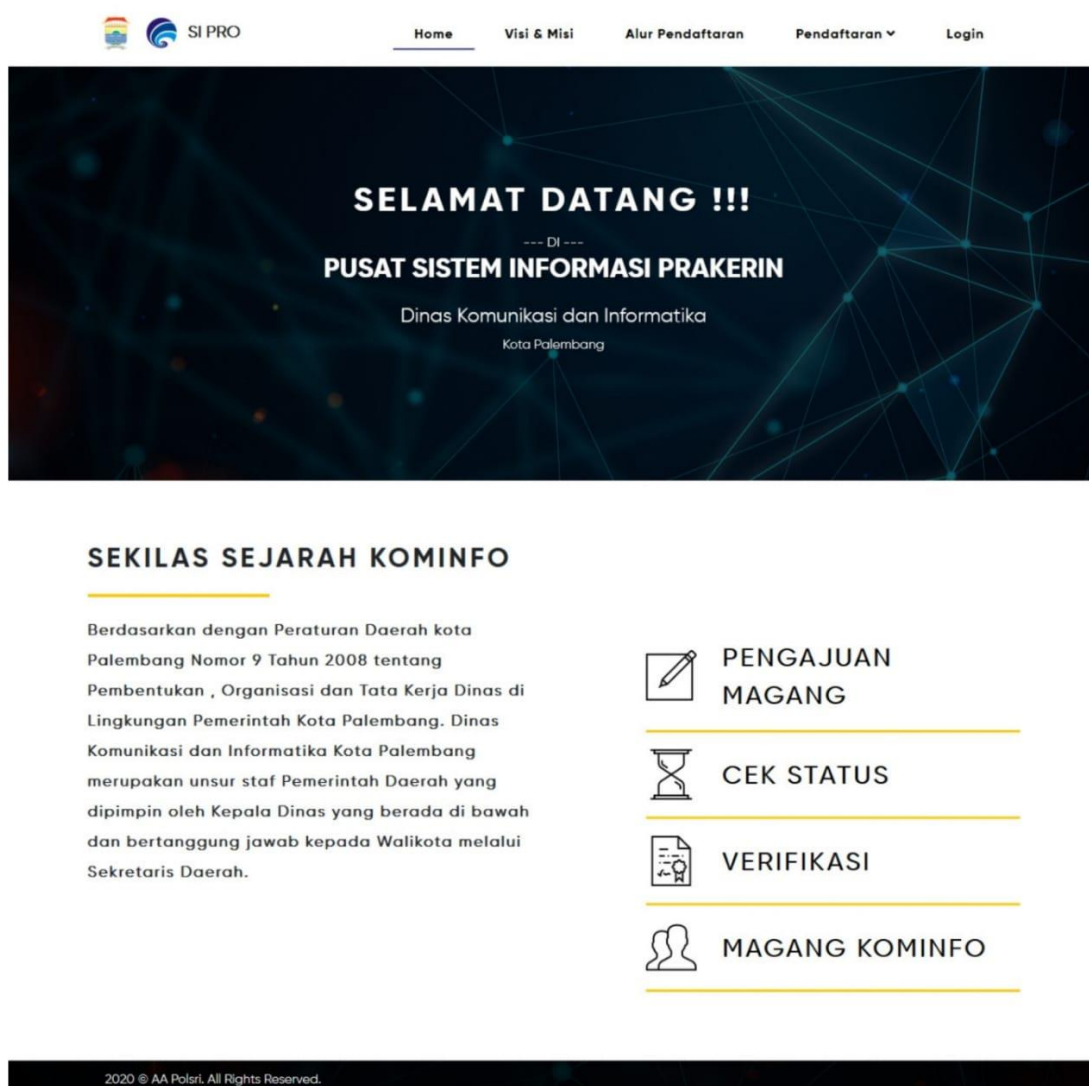 SI PRO
Home
Visi & Misi
Alur Pendaftaran
Pendaftaran
Login
SELAMAT DATANG !!!
--- DI ---
PUSAT SISTEM INFORMASI PRAKERIN
Dinas Komunikasi dan Informatika
Kota Palembang
SEKILAS SEJARAH KOMINFO
Berdasarkan dengan Peraturan Daerah kota
Palembang Nomor 9 Tahun 2008 tentang
Pembentukan , Organisasi dan Tata Kerja Dinas di
Lingkungan Pemerintah Kota Palembang. Dinas
Komunikasi dan Informatika Kota Palembang
merupakan unsur staf Pemerintah Daerah yang
dipimpin oleh Kepala Dinas yang berada di bawah
dan bertanggung jawab kepada Walikota melalui
Sekretaris Daerah.
PENGAJUAN
MAGANG
CEK STATUS
VERIFIKASI
MAGANG KOMINFO
2020 © AA Polsri. All Rights Reserved.